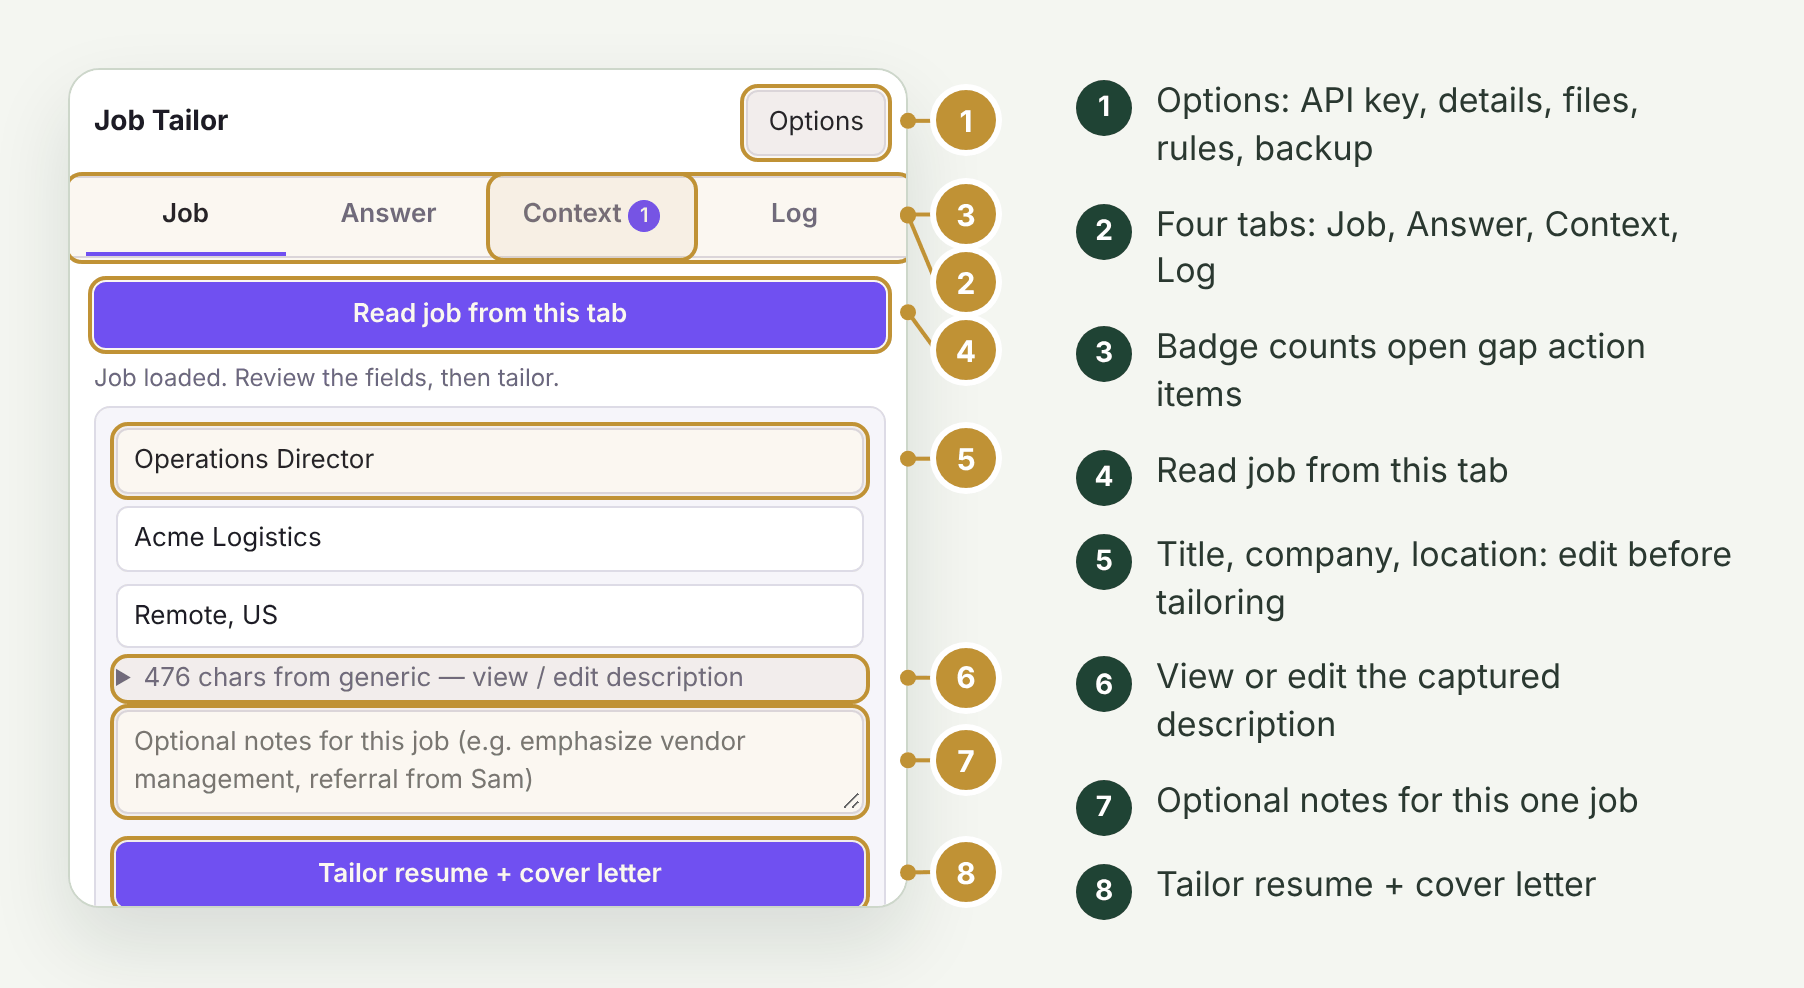 Job Tailor
Options
1
Job
Answer
Context 1
Log
3
2
Read job from this tab
4
Job loaded. Review the fields, then tailor.
Operations Director
5
Acme Logistics
Remote, US
476 chars from generic — view / edit description
6
Optional notes for this job (e.g. emphasize vendor
management, referral from Sam)
7
Tailor resume + cover letter
8
1 Options: API key, details, files,
rules, backup
2 Four tabs: Job, Answer, Context,
Log
3 Badge counts open gap action
items
4 Read job from this tab
5 Title, company, location: edit before
tailoring
6 View or edit the captured
description
7 Optional notes for this one job
8 Tailor resume + cover letter